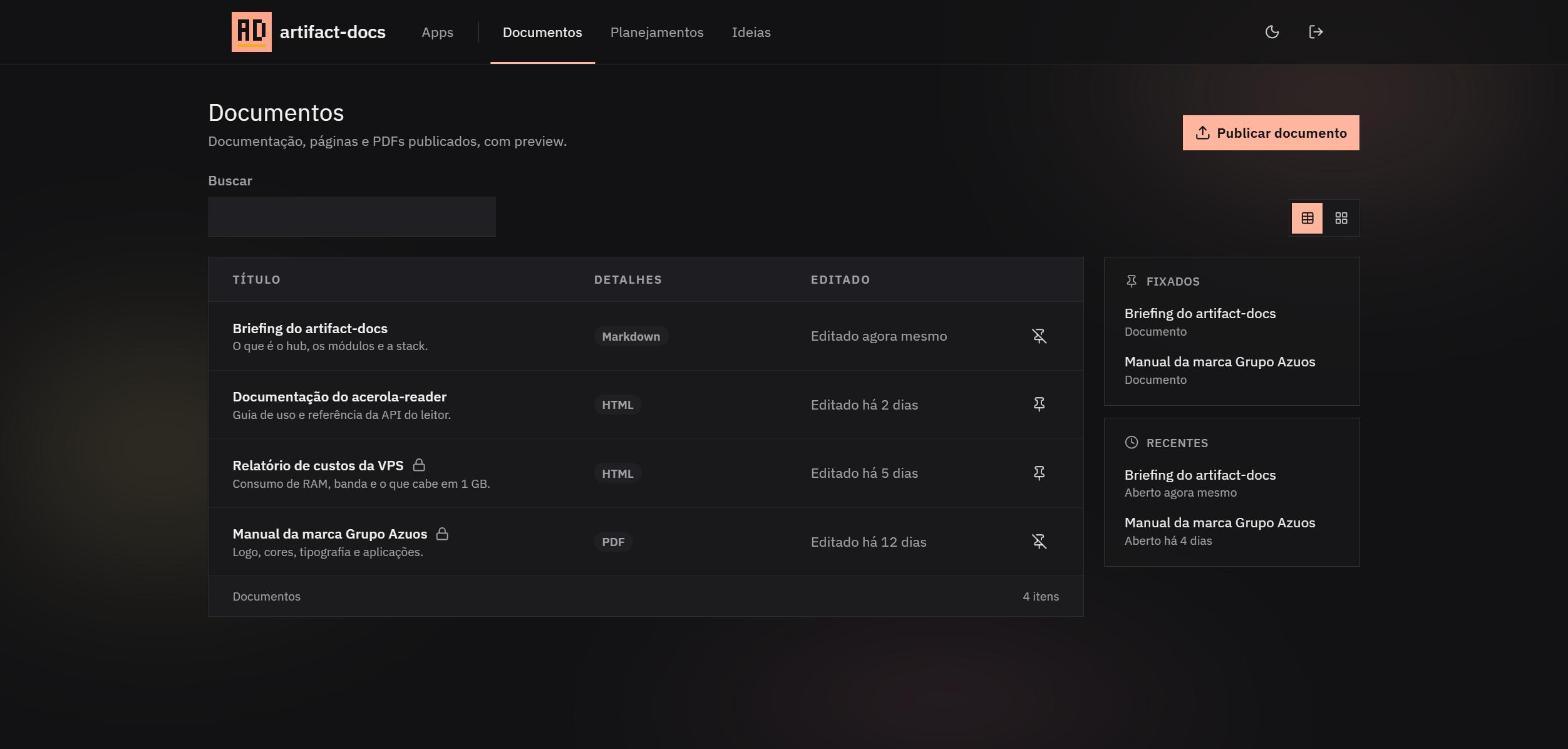 AD artifact-docs Apps Documentos Planejamentos Ideias
Documentos
Documentação, páginas e PDFs publicados, com preview.
Publicar documento
Buscar
TÍTULO DETALHES EDITADO
Briefing do artifact-docs
O que é o hub, os módulos e a stack.
Markdown
Editado agora mesmo
Documentação do acerola-reader
Guia de uso e referência da API do leitor.
HTML
Editado há 2 dias
Relatório de custos da VPS
Consumo de RAM, banda e o que cabe em 1 GB.
HTML
Editado há 5 dias
Manual da marca Grupo Azuos
Logo, cores, tipografia e aplicações.
PDF
Editado há 12 dias
Documentos 4 itens
FIXADOS
Briefing do artifact-docs
Documento
Manual da marca Grupo Azuos
Documento
RECENTES
Briefing do artifact-docs
Aberto agora mesmo
Manual da marca Grupo Azuos
Aberto há 4 dias